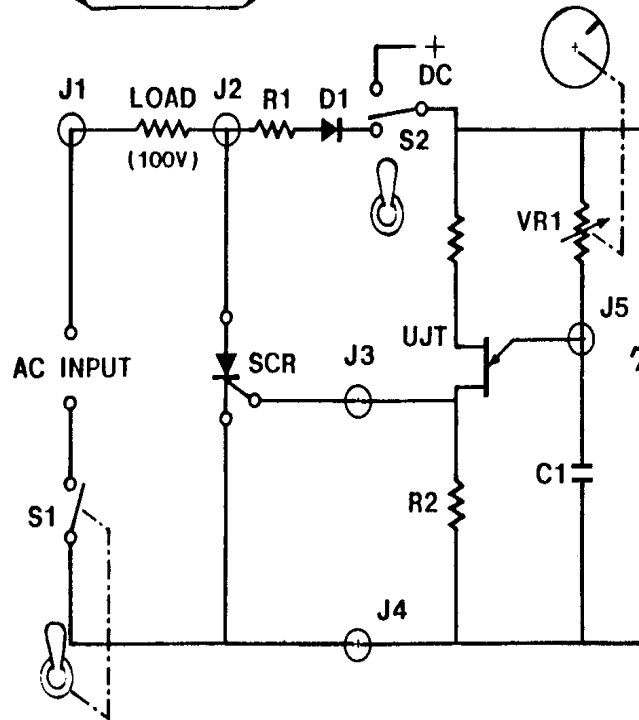 +
DC
J1
LOAD
J2
R1
D1
(100V)
S2
VR1
J5
UJT
J3
SCR
AC INPUT
C1
R2
S1
J4